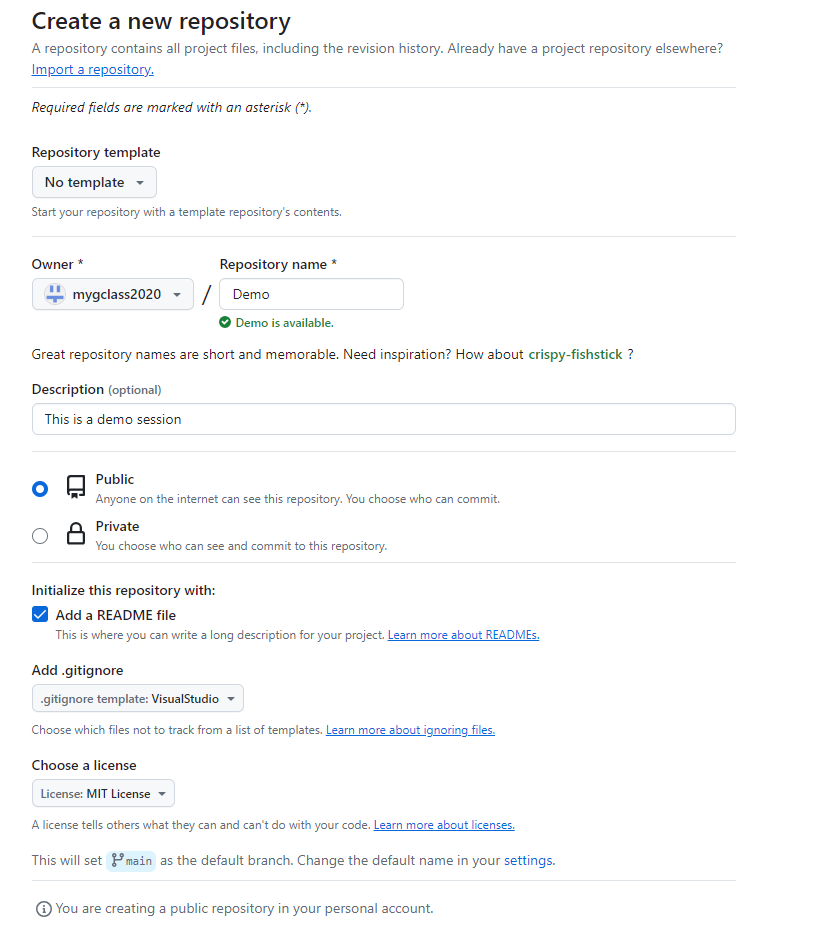 Create a new repository
A repository contains all project files, including the revision history. Already have a project repository elsewhere?
Import a repository.
Required fields are marked with an asterisk (*).
Repository template
No template
Start your repository with a template repository's contents.
Owner * Repository name *
mygclass2020 / Demo
Demo is available.
Great repository names are short and memorable. Need inspiration? How about crispy-fishstick ?
Description (optional)
This is a demo session
Public
Anyone on the internet can see this repository. You choose who can commit.
Private
You choose who can see and commit to this repository.
Initialize this repository with:
Add a README file
This is where you can write a long description for your project. Learn more about READMEs.
Add .gitignore
.gitignore template: VisualStudio
Choose which files not to track from a list of templates. Learn more about ignoring files.
Choose a license
License: MIT License
A license tells others what they can and can't do with your code. Learn more about licenses.
This will set main as the default branch. Change the default name in your settings.
You are creating a public repository in your personal account.